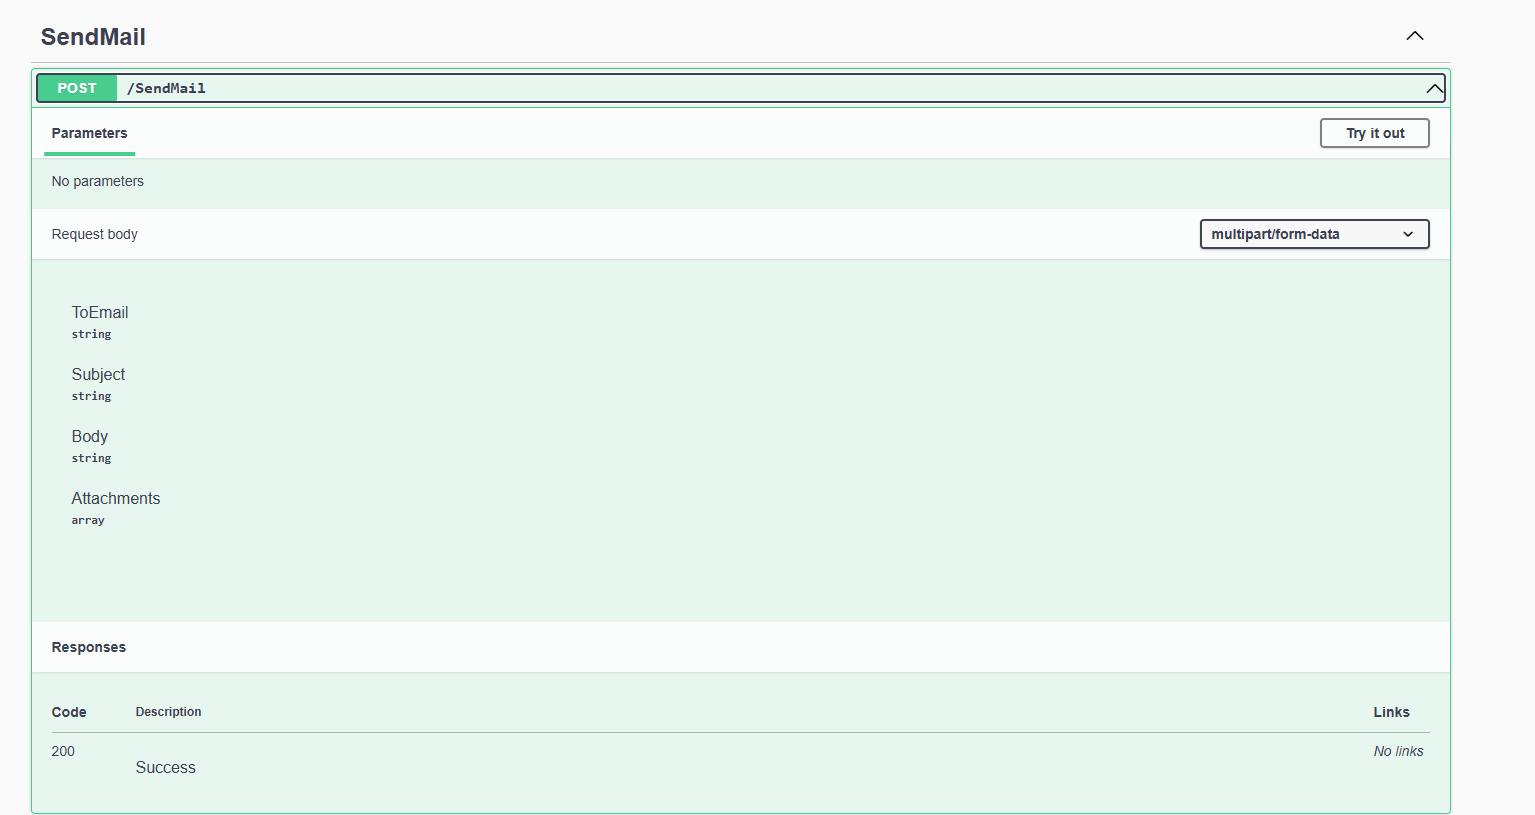 SendMail
POST /SendMail
Parameters
Try it out
No parameters
Request body
multipart/form-data
ToEmail
string
Subject
string
Body
string
Attachments
array
Responses
Code Description Links
200 No links
Success